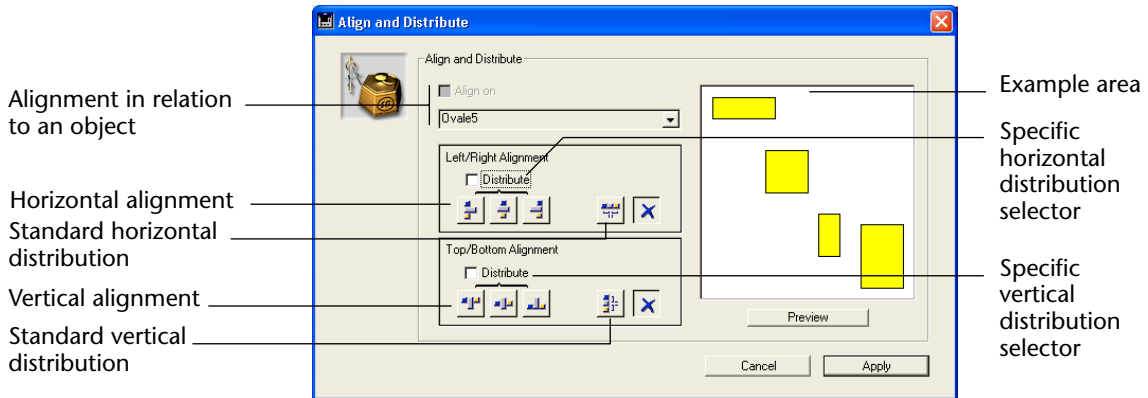 Align and Distribute
Align and Distribute
Align on
Ovale5
Left/Right Alignment
Distribute
Top/Bottom Alignment
Distribute
Preview
Cancel
Apply
Alignment in relation
to an object
Horizontal alignment
Standard horizontal
distribution
Vertical alignment
Standard vertical
distribution
Example area
Specific
horizontal
distribution
selector
Specific
vertical
distribution
selector